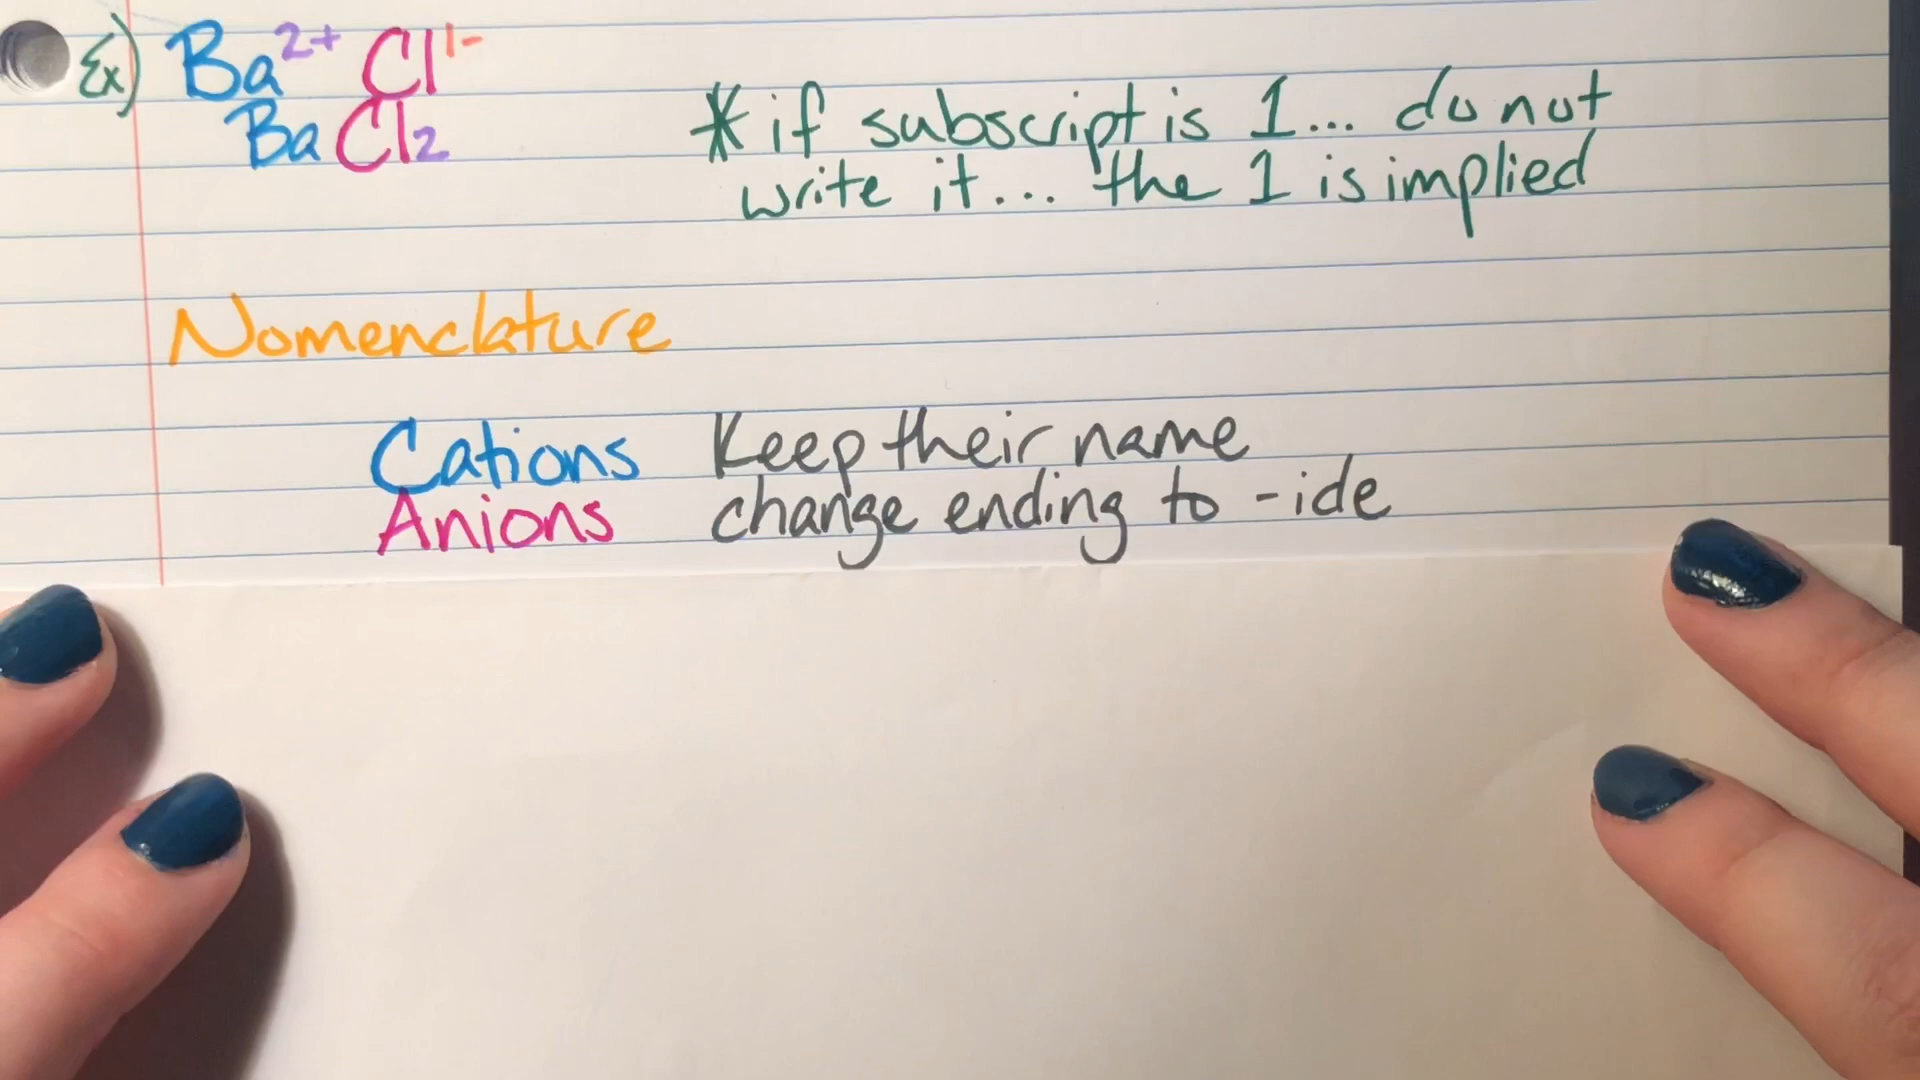 Ex) Ba²⁺ Cl¹⁻
BaCl₂
* if subscript is 1... do not
write it... the 1 is implied
Nomenclature
Cations Keep their name
Anions change ending to -ide